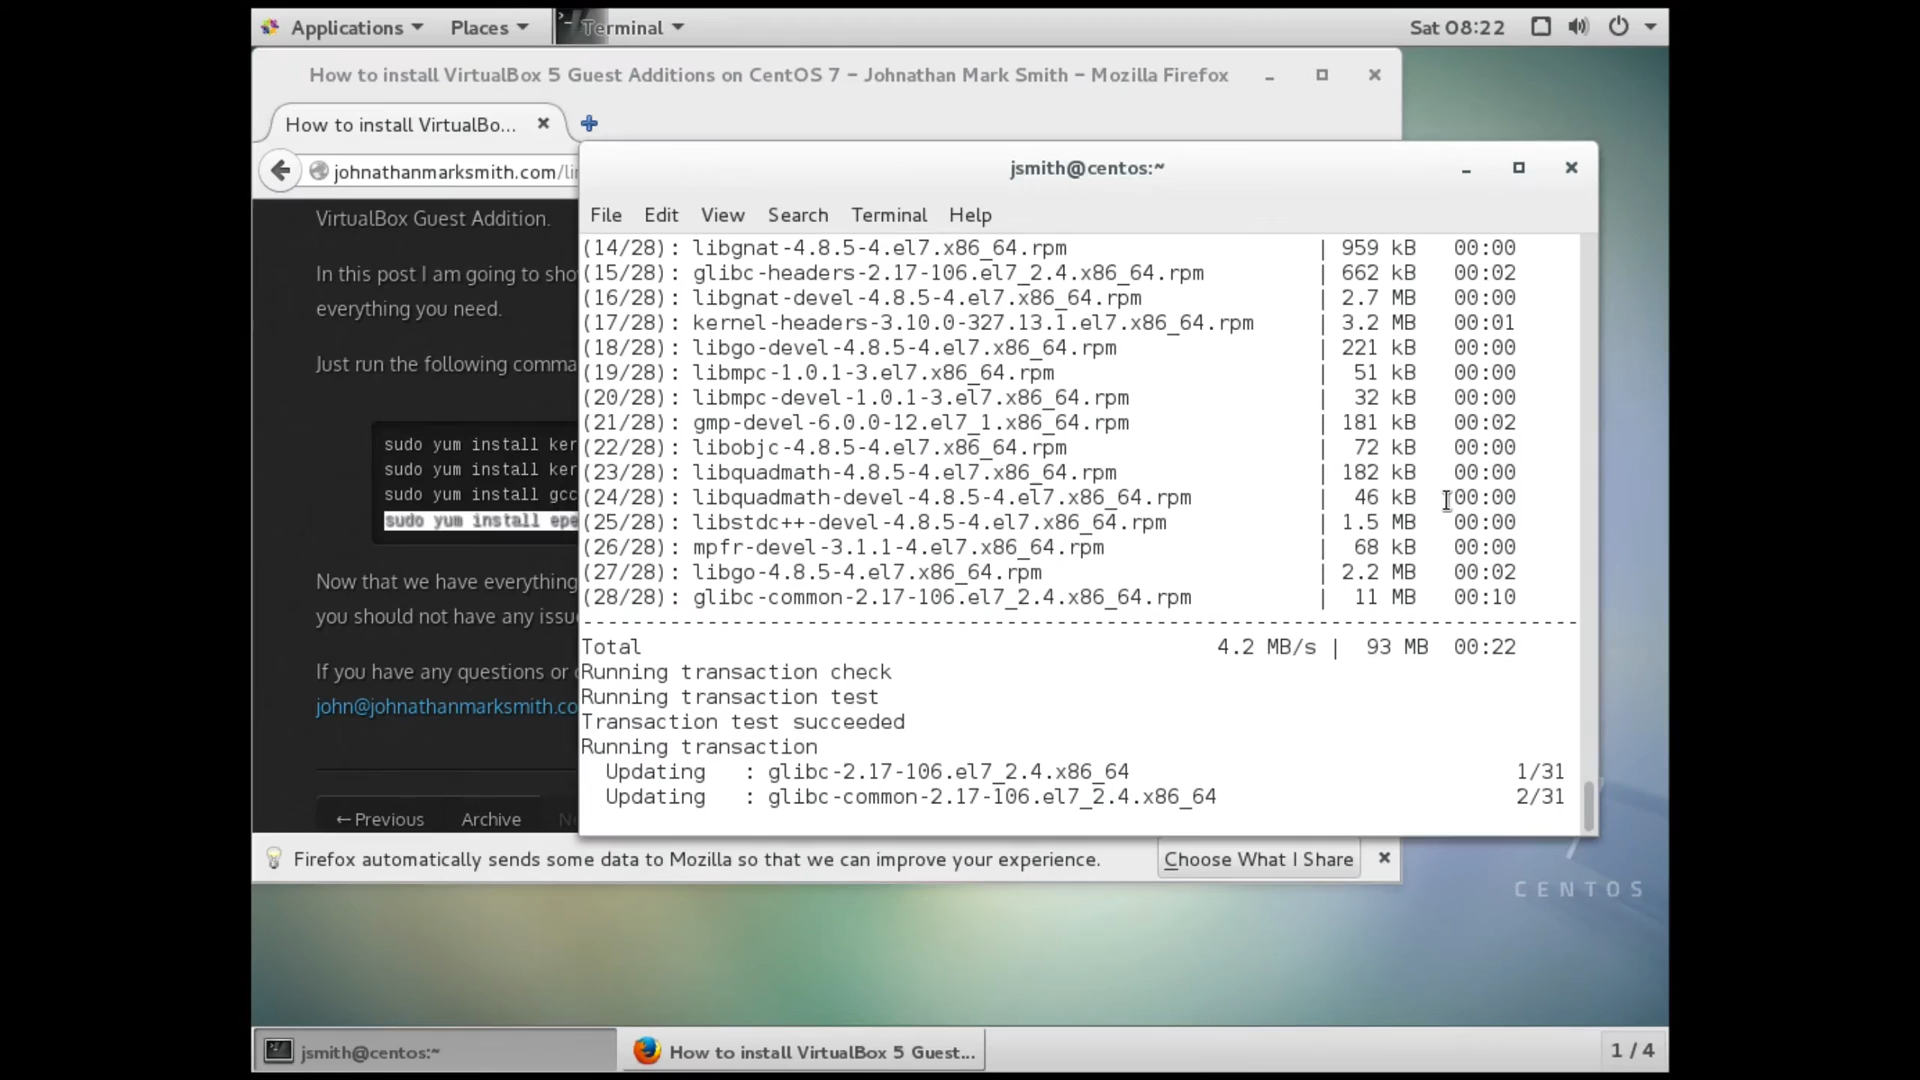 Applications Places Terminal Sat 08:22
How to install VirtualBox 5 Guest Additions on CentOS 7 – Johnathan Mark Smith – Mozilla Firefox
How to install VirtualBo...
johnathanmarksmith.com/
VirtualBox Guest Addition.
In this post I am going to sho
everything you need.
Just run the following comma
sudo yum install ker
sudo yum install ker
sudo yum install gcc
sudo yum install epe
Now that we have everything
you should not have any issu
If you have any questions or
john@johnathanmarksmith.co
← Previous Archive
jsmith@centos:~
File Edit View Search Terminal Help
(14/28): libgnat-4.8.5-4.el7.x86_64.rpm | 959 kB 00:00
(15/28): glibc-headers-2.17-106.el7_2.4.x86_64.rpm | 662 kB 00:02
(16/28): libgnat-devel-4.8.5-4.el7.x86_64.rpm | 2.7 MB 00:00
(17/28): kernel-headers-3.10.0-327.13.1.el7.x86_64.rpm | 3.2 MB 00:01
(18/28): libgo-devel-4.8.5-4.el7.x86_64.rpm | 221 kB 00:00
(19/28): libmpc-1.0.1-3.el7.x86_64.rpm | 51 kB 00:00
(20/28): libmpc-devel-1.0.1-3.el7.x86_64.rpm | 32 kB 00:00
(21/28): gmp-devel-6.0.0-12.el7_1.x86_64.rpm | 181 kB 00:02
(22/28): libobjc-4.8.5-4.el7.x86_64.rpm | 72 kB 00:00
(23/28): libquadmath-4.8.5-4.el7.x86_64.rpm | 182 kB 00:00
(24/28): libquadmath-devel-4.8.5-4.el7.x86_64.rpm | 46 kB 00:00
(25/28): libstdc++-devel-4.8.5-4.el7.x86_64.rpm | 1.5 MB 00:00
(26/28): mpfr-devel-3.1.1-4.el7.x86_64.rpm | 68 kB 00:00
(27/28): libgo-4.8.5-4.el7.x86_64.rpm | 2.2 MB 00:02
(28/28): glibc-common-2.17-106.el7_2.4.x86_64.rpm | 11 MB 00:10
--------------------------------------------------------------------------------
Total 4.2 MB/s | 93 MB 00:22
Running transaction check
Running transaction test
Transaction test succeeded
Running transaction
Updating : glibc-2.17-106.el7_2.4.x86_64 1/31
Updating : glibc-common-2.17-106.el7_2.4.x86_64 2/31
Firefox automatically sends some data to Mozilla so that we can improve your experience. Choose What I Share
CENTOS
jsmith@centos:~ How to install VirtualBox 5 Guest... 1 / 4